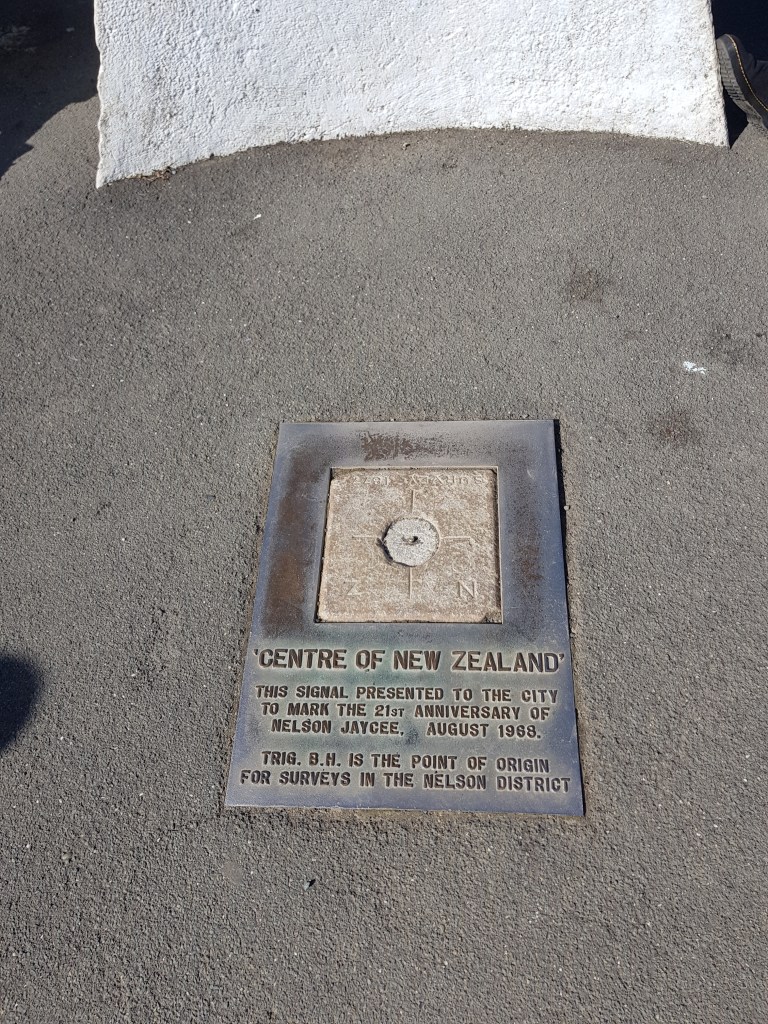 Z N
'CENTRE OF NEW ZEALAND'
THIS SIGNAL PRESENTED TO THE CITY
TO MARK THE 21ST ANNIVERSARY OF
NELSON JAYCEE, AUGUST 1968.
TRIG. B.H. IS THE POINT OF ORIGIN
FOR SURVEYS IN THE NELSON DISTRICT